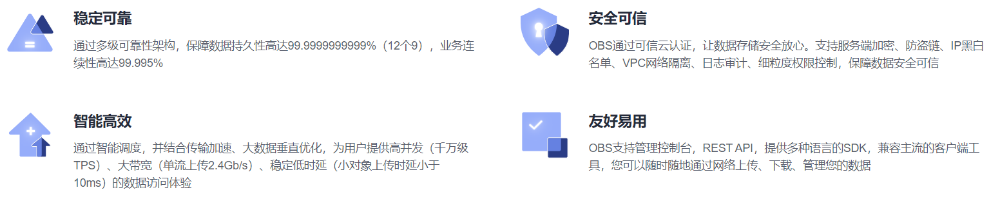 稳定可靠
通过多级可靠性架构，保障数据持久性高达99.9999999999%（12个9），业务连
续性高达99.995%
安全可信
OBS通过可信云认证，让数据存储安全放心。支持服务端加密、防盗链、IP黑白
名单、VPC网络隔离、日志审计、细粒度权限控制，保障数据安全可信
智能高效
通过智能调度，并结合传输加速、大数据垂直优化，为用户提供高并发（千万级
TPS）、大带宽（单流上传2.4Gb/s）、稳定低时延（小对象上传时延小于
10ms）的数据访问体验
友好易用
OBS支持管理控制台，REST API，提供多种语言的SDK，兼容主流的客户端工
具，您可以随时随地通过网络上传、下载、管理您的数据